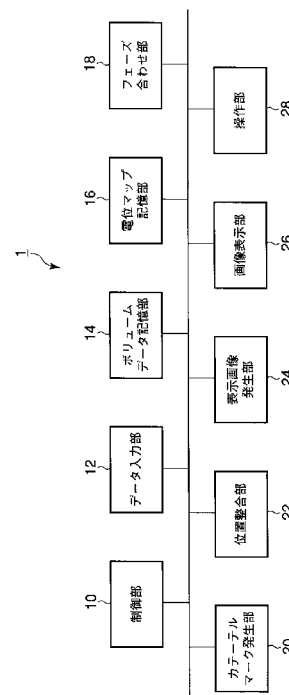 1
10
制御部
12
データ入力部
14
ボリューム
データ記憶部
16
電位マップ
記憶部
18
フェーズ
合わせ部
カテーテル
マーク発生部
20
位置整合部
22
表示画像
発生部
24
画像表示部
26
操作部
28